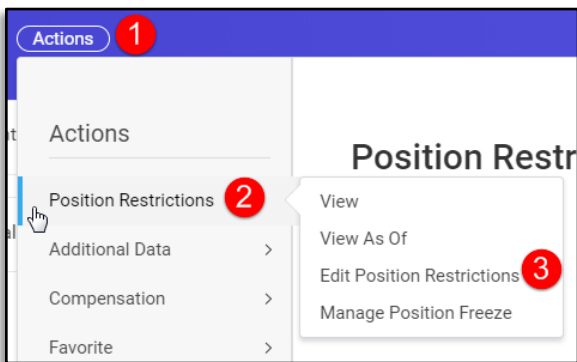 Actions 1
Actions
Position Restr
Position Restrictions 2
View
View As Of
Edit Position Restrictions 3
Manage Position Freeze
Additional Data
Compensation
Favorite